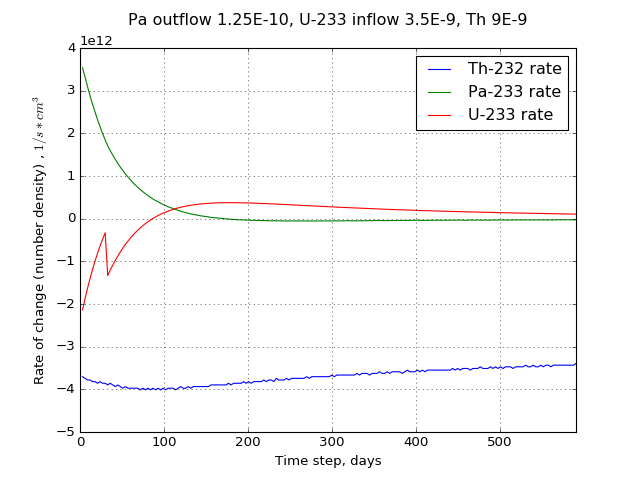 Pa outflow 1.25E-10, U-233 inflow 3.5E-9, Th 9E-9
1e12
Th-232 rate
Pa-233 rate
U-233 rate
4
3
2
1
0
−1
−2
−3
−4
−5
Rate of change (number density) , 1/s * cm³
0 100 200 300 400 500
Time step, days